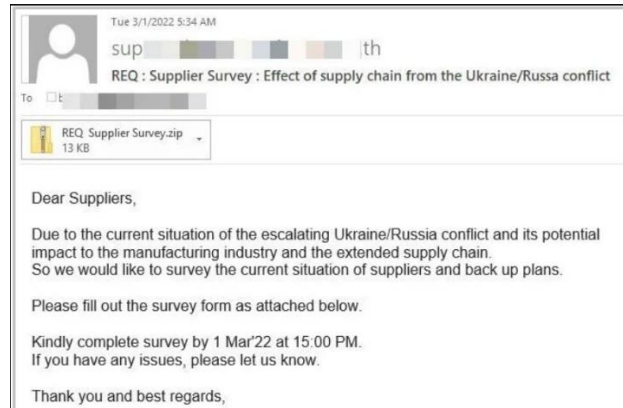 Tue 3/1/2022 5:34 AM
sup th
REQ : Supplier Survey : Effect of supply chain from the Ukraine/Russa conflict
To
REQ Supplier Survey.zip
13 KB
Dear Suppliers,
Due to the current situation of the escalating Ukraine/Russia conflict and its potential
impact to the manufacturing industry and the extended supply chain.
So we would like to survey the current situation of suppliers and back up plans.
Please fill out the survey form as attached below.
Kindly complete survey by 1 Mar'22 at 15:00 PM.
If you have any issues, please let us know.
Thank you and best regards,